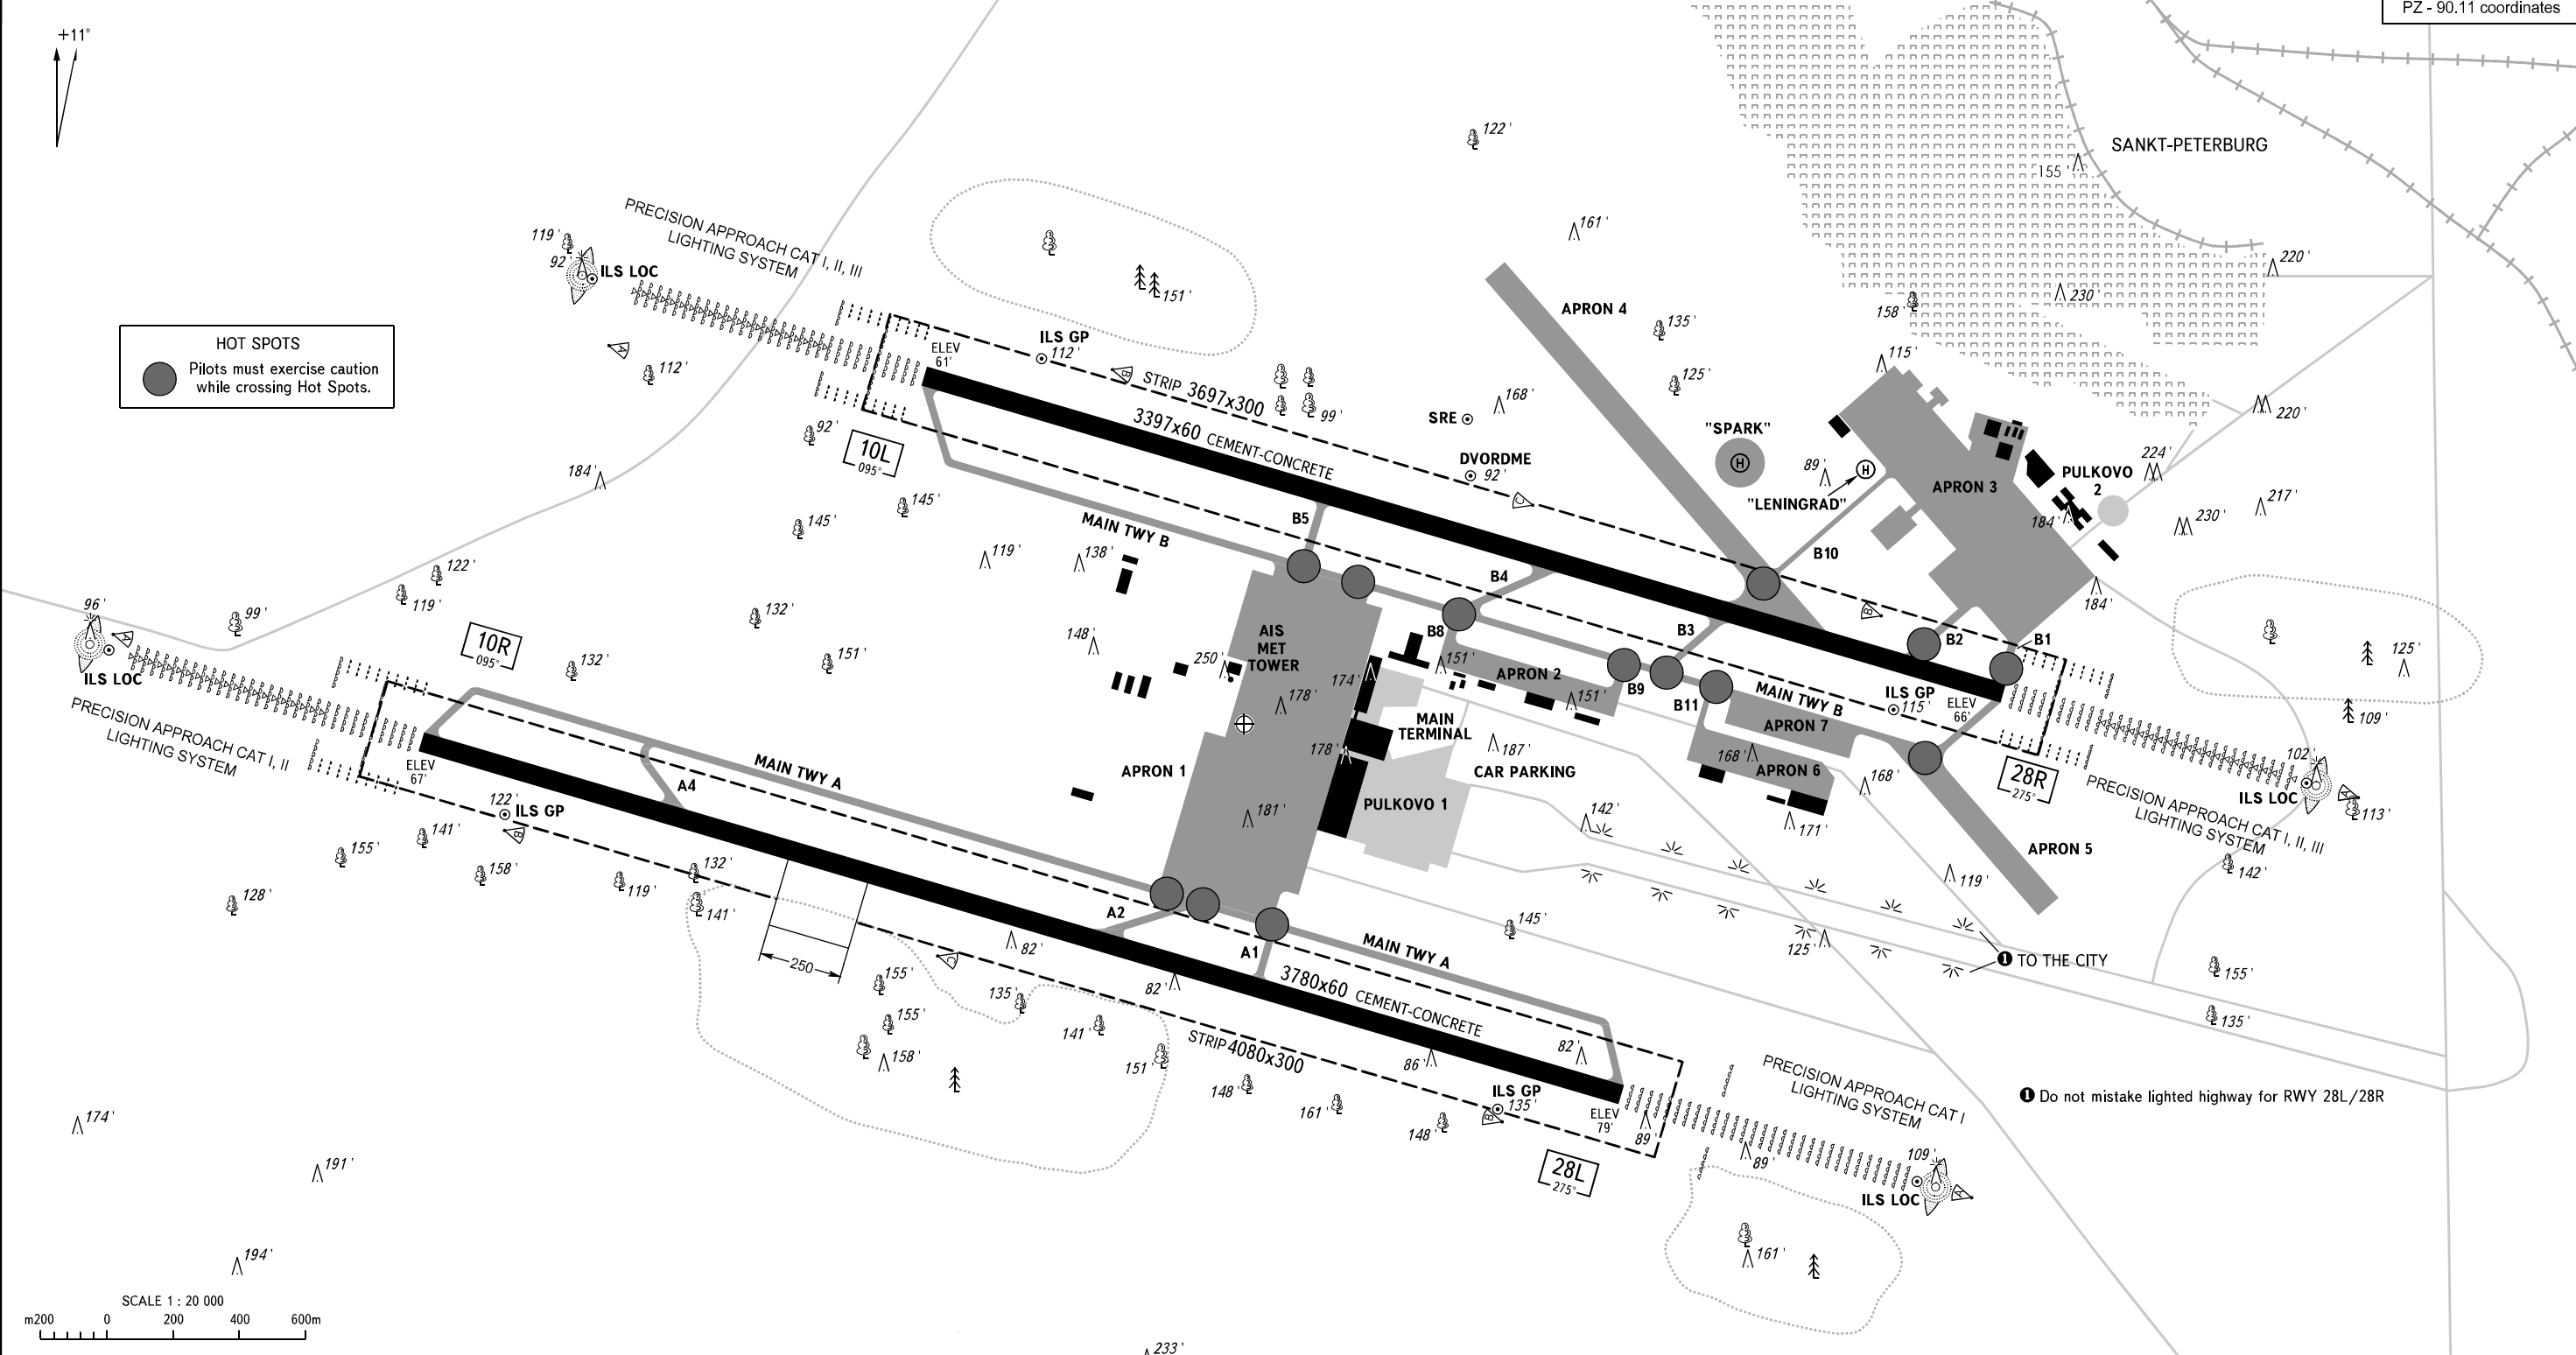 PZ - 90.11 coordinates
+11°
122'
SANKT-PETERBURG
155'
PRECISION APPROACH CAT I, II, III
LIGHTING SYSTEM
119'
92'
ILS LOC
161'
220'
151'
230'
158'
APRON 4
HOT SPOTS
Pilots must exercise caution
while crossing Hot Spots.
ELEV
61'
ILS GP
112'
112'
135'
125'
115'
STRIP 3697x300
3397x60 CEMENT-CONCRETE
99'
168'
SRE
220'
92'
10L
095°
DVORDME
92'
"SPARK"
H
89'
H
"LENINGRAD"
APRON 3
PULKOVO
2
224'
217'
230'
184'
184'
145'
145'
MAIN TWY B
B5
138'
119'
B4
B10
122'
119'
96'
99'
10R
095°
132'
132'
151'
148'
250'
AIS
MET
TOWER
178'
174'
B8
151'
APRON 2
151'
B3
B9
B11
MAIN TWY B
B2
B1
184'
125'
109'
ILS LOC
PRECISION APPROACH CAT I, II
LIGHTING SYSTEM
ELEV
67'
ILS GP
115'
ELEV
66'
APRON 7
168'
APRON 6
168'
171'
MAIN
TERMINAL
187'
178'
CAR PARKING
PULKOVO 1
142'
APRON 1
181'
MAIN TWY A
A4
122'
ILS GP
28R
275°
102'
ILS LOC
113'
PRECISION APPROACH CAT I, II, III
LIGHTING SYSTEM
142'
APRON 5
119'
141'
155'
158'
128'
119'
132'
141'
A2
A1
82'
250
82'
145'
MAIN TWY A
125'
1 TO THE CITY
155'
135'
3780x60 CEMENT-CONCRETE
155'
155'
158'
135'
141'
151'
STRIP 4080x300
148'
161'
86'
82'
148'
ILS GP
135'
ELEV
79'
89'
89'
28L
275°
PRECISION APPROACH CAT I
LIGHTING SYSTEM
109'
ILS LOC
1 Do not mistake lighted highway for RWY 28L/28R
161'
174'
191'
194'
233'
SCALE 1 : 20 000
m200 0 200 400 600m